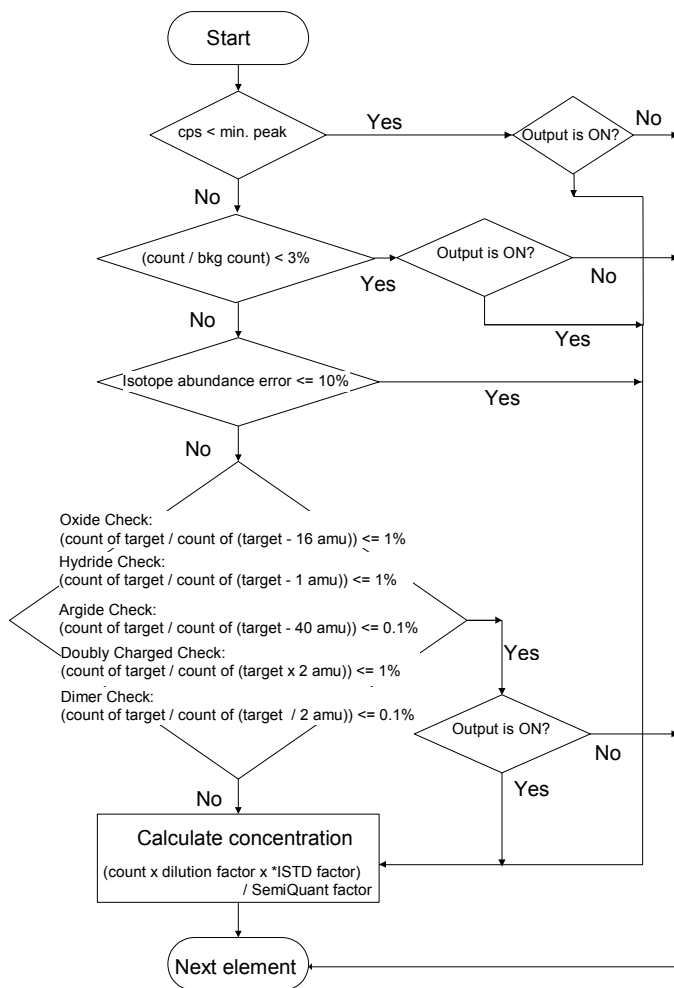 Start
cps < min. peak
Yes
Output is ON?
No
No
(count / bkg count) < 3%
Yes
Output is ON?
No
Yes
No
Isotope abundance error <= 10%
Yes
No
Oxide Check:
(count of target / count of (target - 16 amu)) <= 1%
Hydride Check:
(count of target / count of (target - 1 amu)) <= 1%
Argide Check:
(count of target / count of (target - 40 amu)) <= 0.1%
Doubly Charged Check:
(count of target / count of (target x 2 amu)) <= 1%
Dimer Check:
(count of target / count of (target / 2 amu)) <= 0.1%
Yes
Output is ON?
No
Yes
No
Calculate concentration
(count x dilution factor x *ISTD factor)
/ SemiQuant factor
Next element